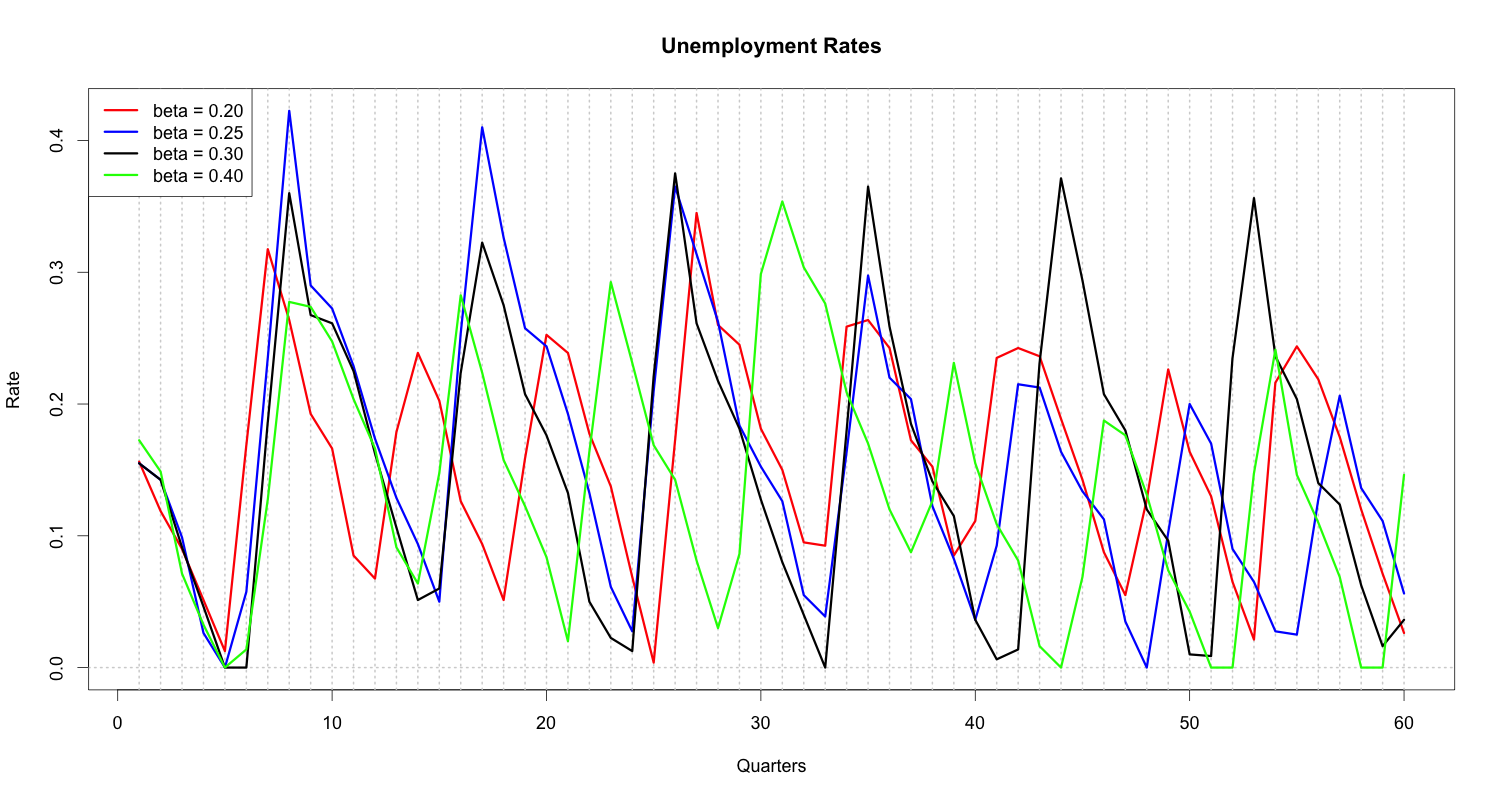 Unemployment Rates
beta = 0.20
beta = 0.25
beta = 0.30
beta = 0.40
Rate
0.4
0.3
0.2
0.1
0.0
0 10 20 30 40 50 60
Quarters